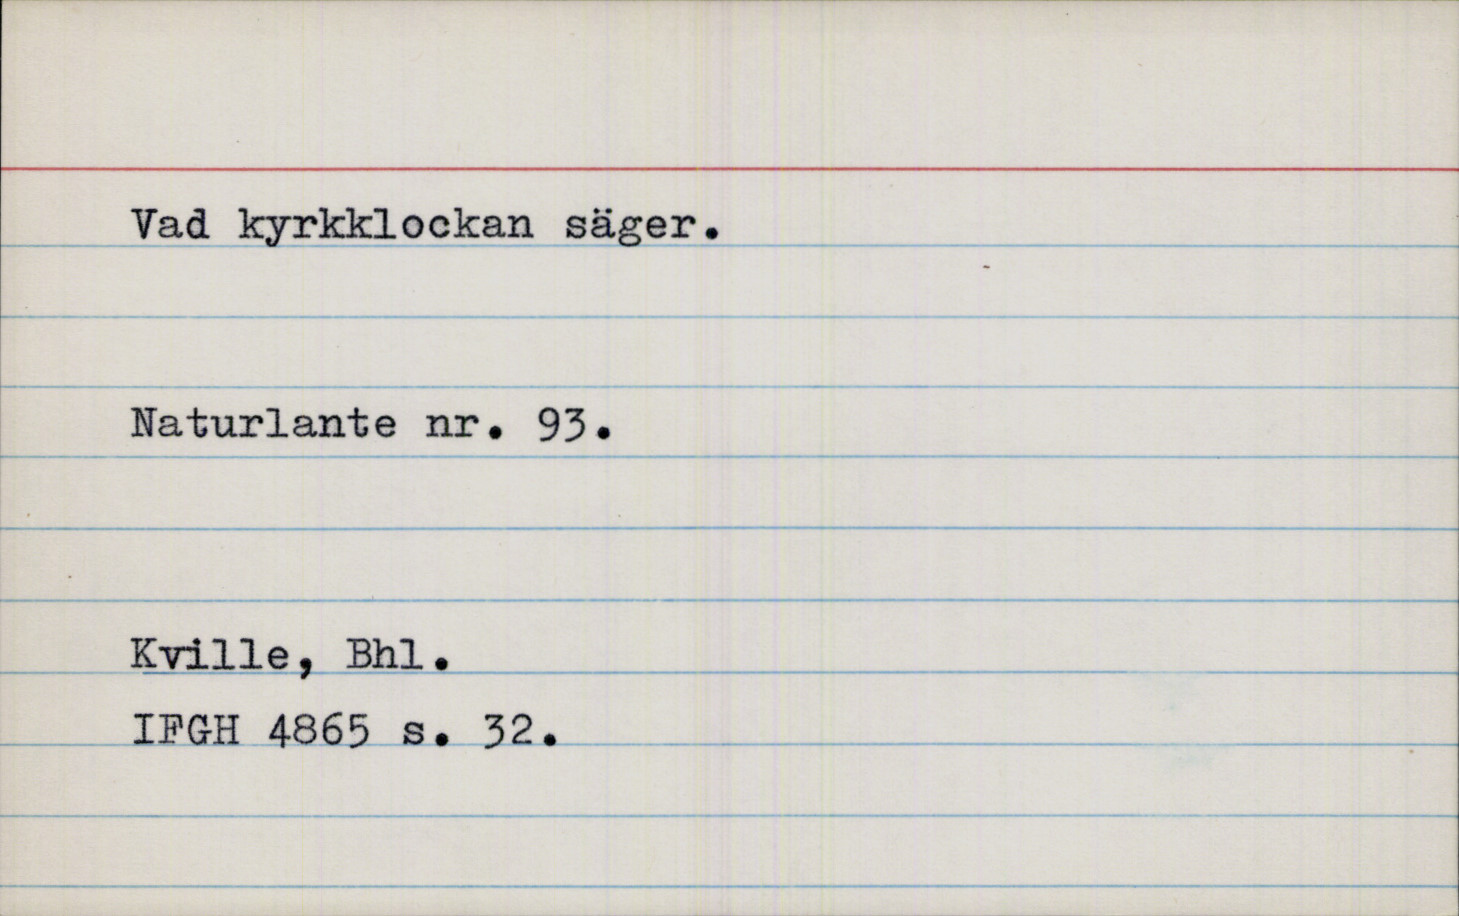 Vad kyrkklockan säger.
Naturlante nr. 93.
Kville, Bhl.
IFGH 4865 s. 32.